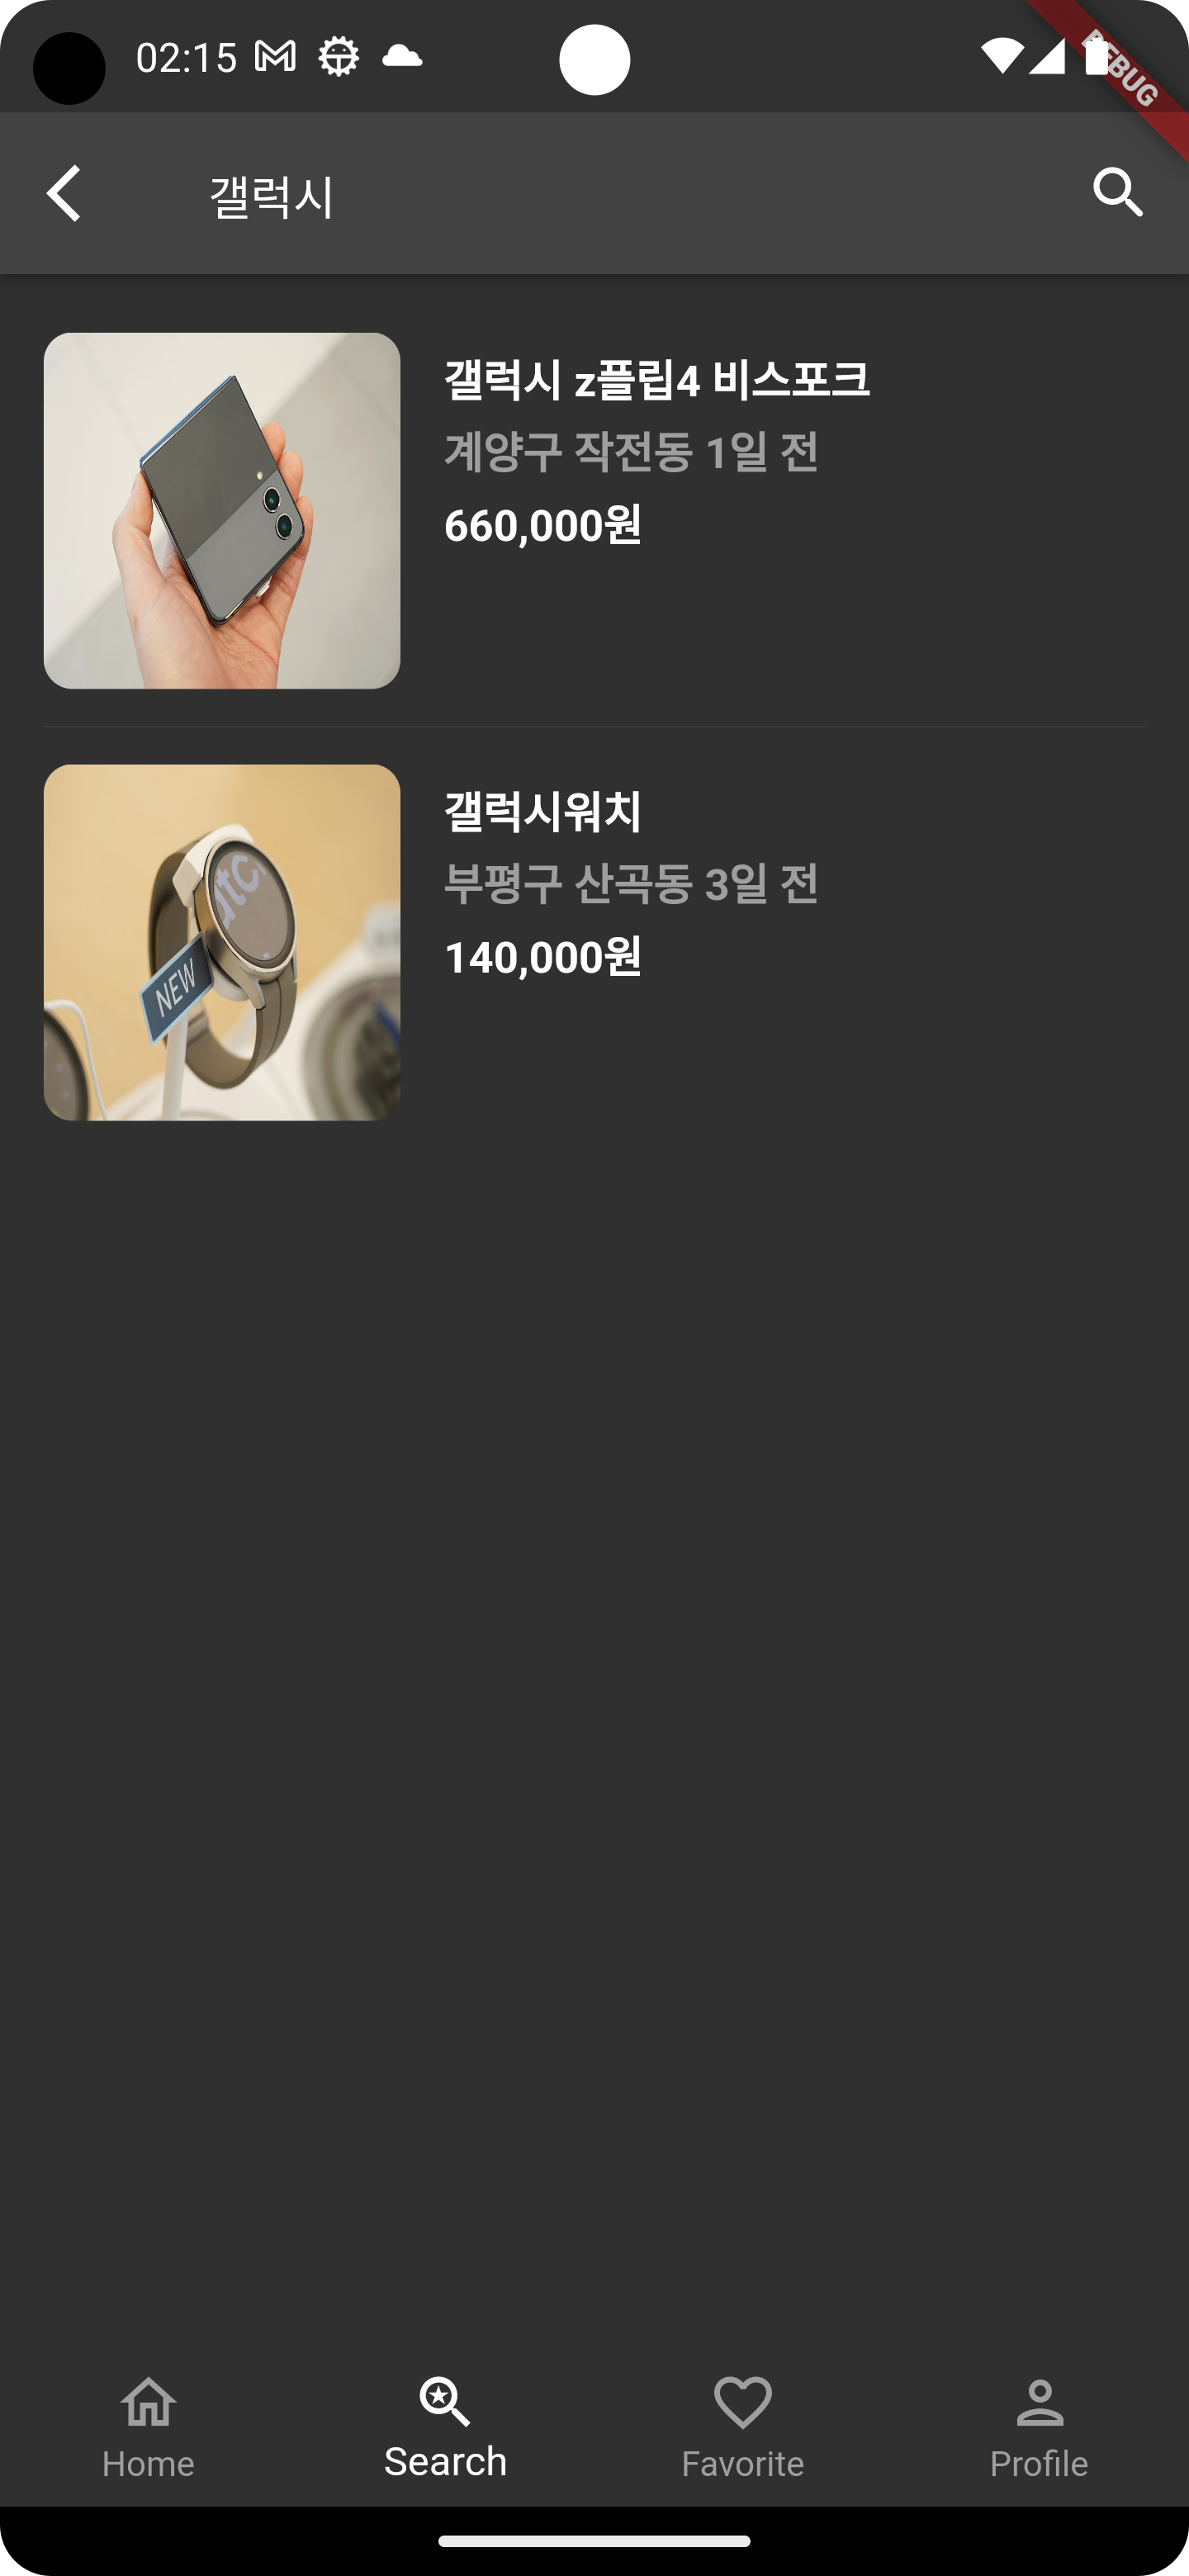 02:15
DEBUG
갤럭시
갤럭시 z플립4 비스포크
계양구 작전동 1일 전
660,000원
갤럭시워치
부평구 산곡동 3일 전
140,000원
NEW
Home
Search
Favorite
Profile